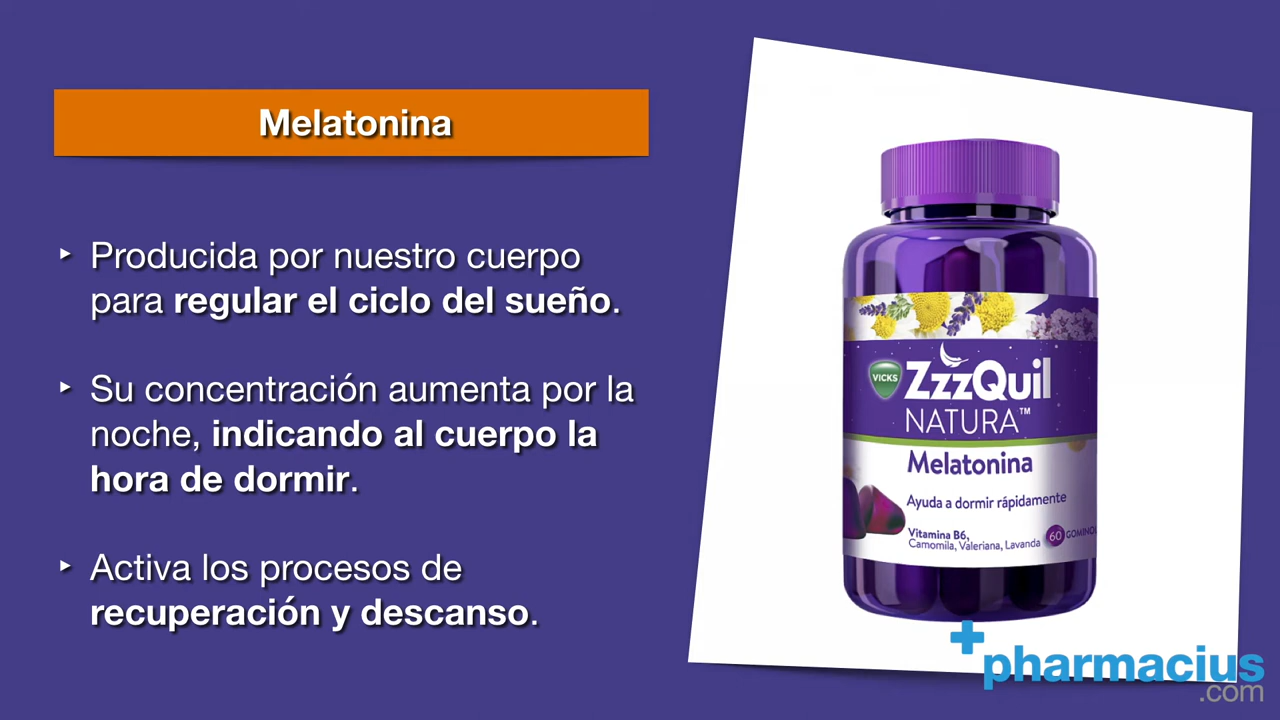 Melatonina
Producida por nuestro cuerpo
para regular el ciclo del sueño.
Su concentración aumenta por la
noche, indicando al cuerpo la
hora de dormir.
Activa los procesos de
recuperación y descanso.
VICKS
ZzzQuil
NATURA™
Melatonina
Ayuda a dormir rápidamente
Vitamina B6,
Camomila, Valeriana, Lavanda
60 GOMINOL
pharmacius
.com